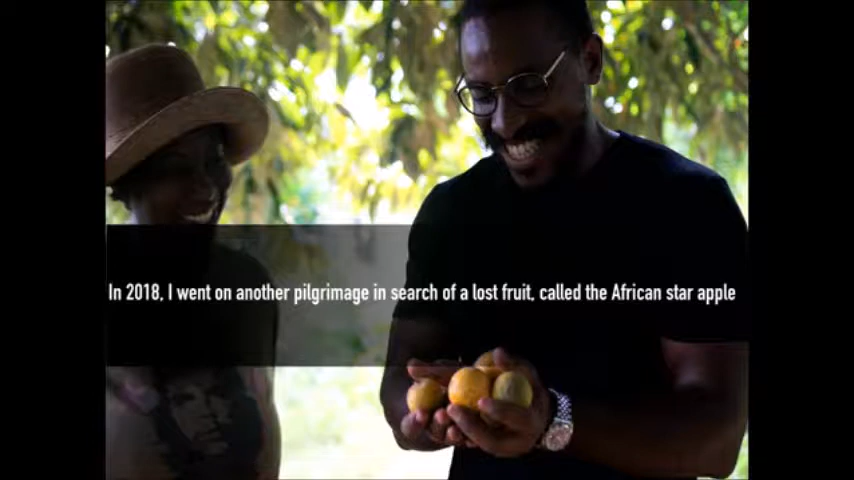 In 2018, I went on another pilgrimage in search of a lost fruit, called the African star apple